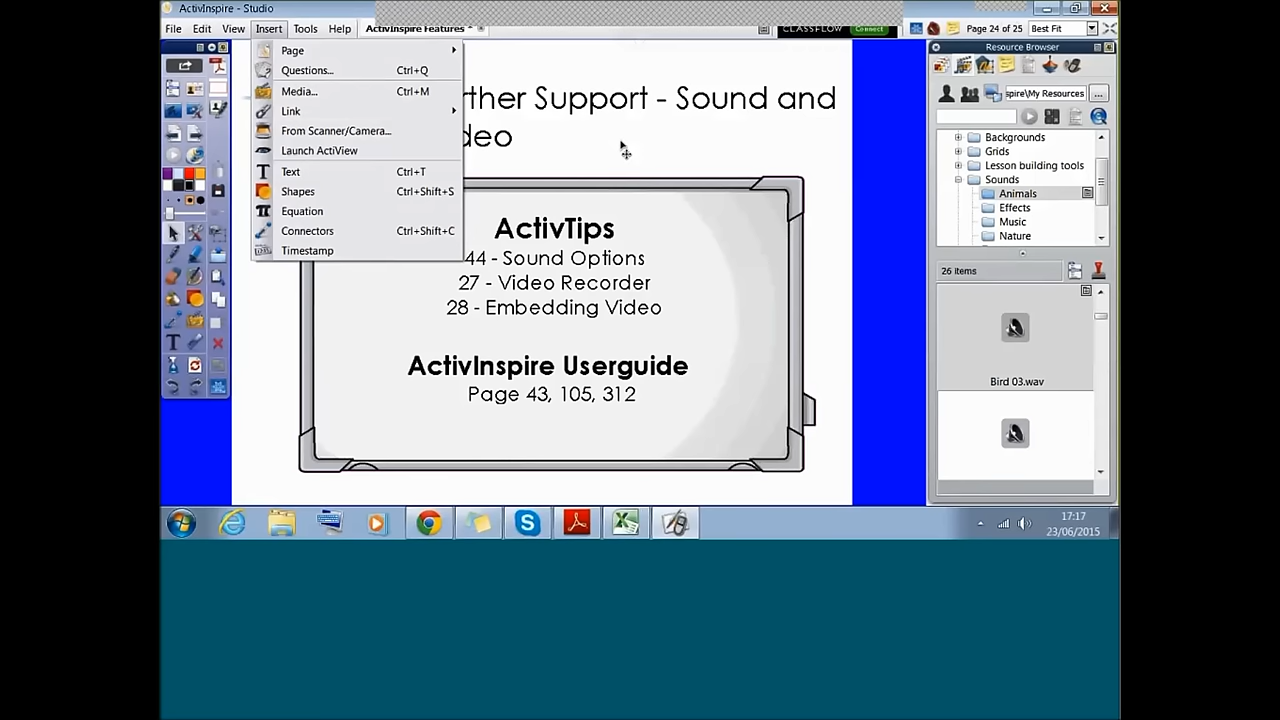 ActivInspire - Studio
File Edit View Insert Tools Help
ActivInspire Features *
CLASSFLOW Connect
Page 24 of 25
Best Fit
Page
Questions... Ctrl+Q
Media... Ctrl+M
Link
From Scanner/Camera...
Launch ActiView
Text Ctrl+T
Shapes Ctrl+Shift+S
Equation
Connectors Ctrl+Shift+C
Timestamp
rther Support - Sound and
deo
ActivTips
44 - Sound Options
27 - Video Recorder
28 - Embedding Video
ActivInspire Userguide
Page 43, 105, 312
Resource Browser
spire\My Resources
Backgrounds
Grids
Lesson building tools
Sounds
Animals
Effects
Music
Nature
26 items
Bird 03.wav
17:17
23/06/2015